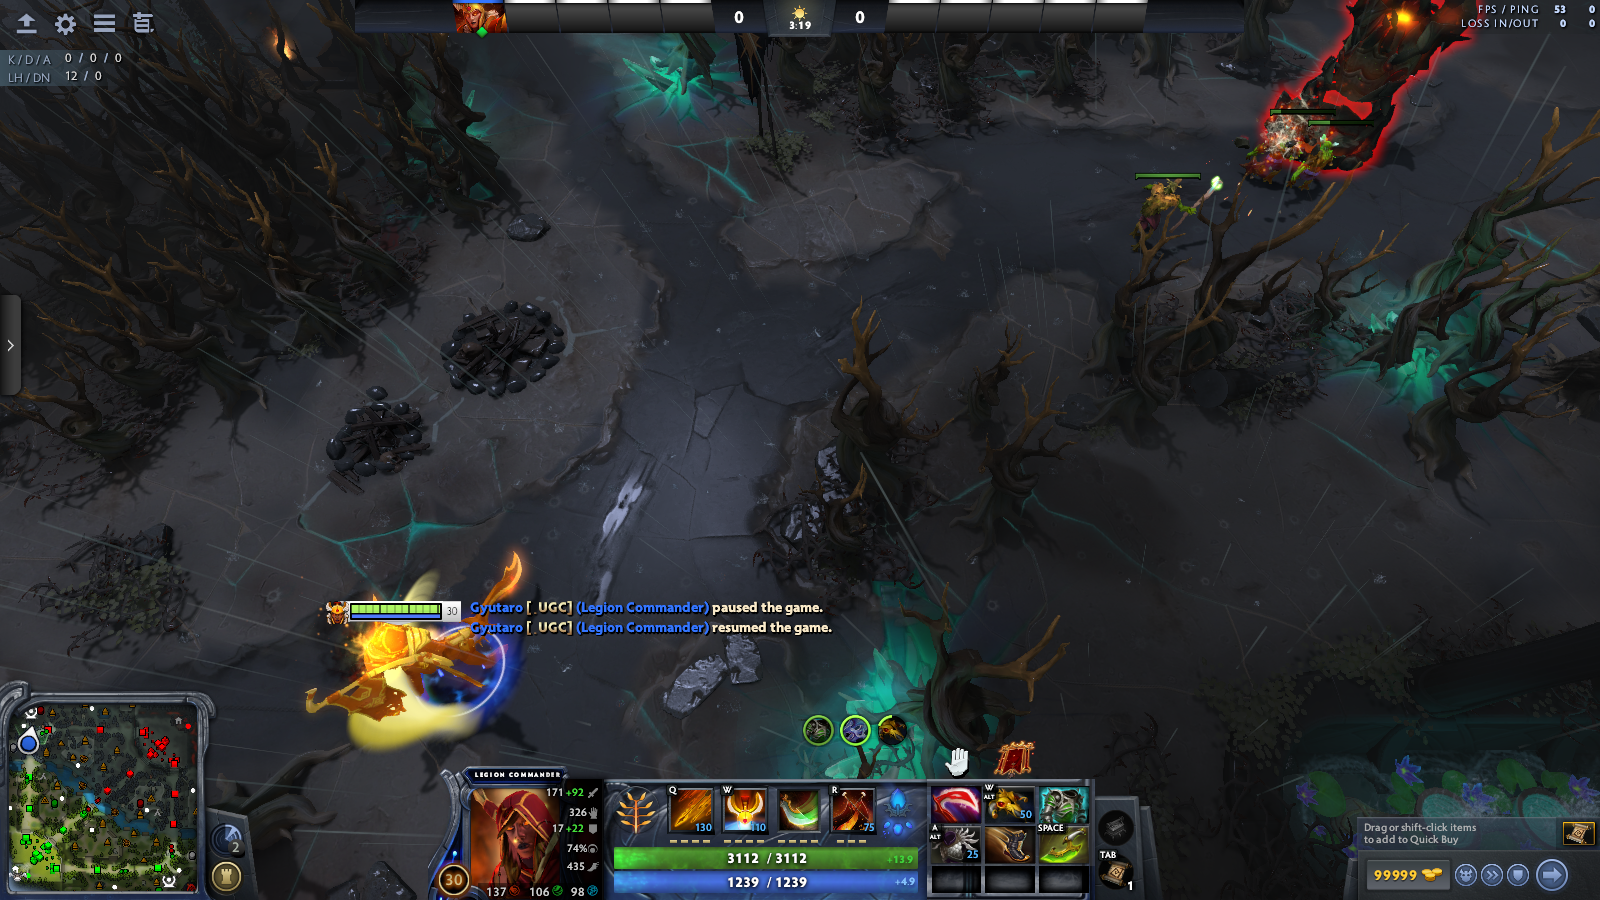 0
3:19
0
FPS / PING 53 0
LOSS IN/OUT 0 0
K/D/A 0 / 0 / 0
LH/DN 12 / 0
30
Gyutaro [ .UGC] (Legion Commander) paused the game.
Gyutaro [ .UGC] (Legion Commander) resumed the game.
LEGION COMMANDER
171 +92
326
17 +22
74%
435
30
137 106 98
Q 130
W 110
R 75
3112 / 3112 +13.9
1239 / 1239 +4.9
W ALT 50
A ALT 25
SPACE
TAB
1
2
Drag or shift-click items
to add to Quick Buy
99999